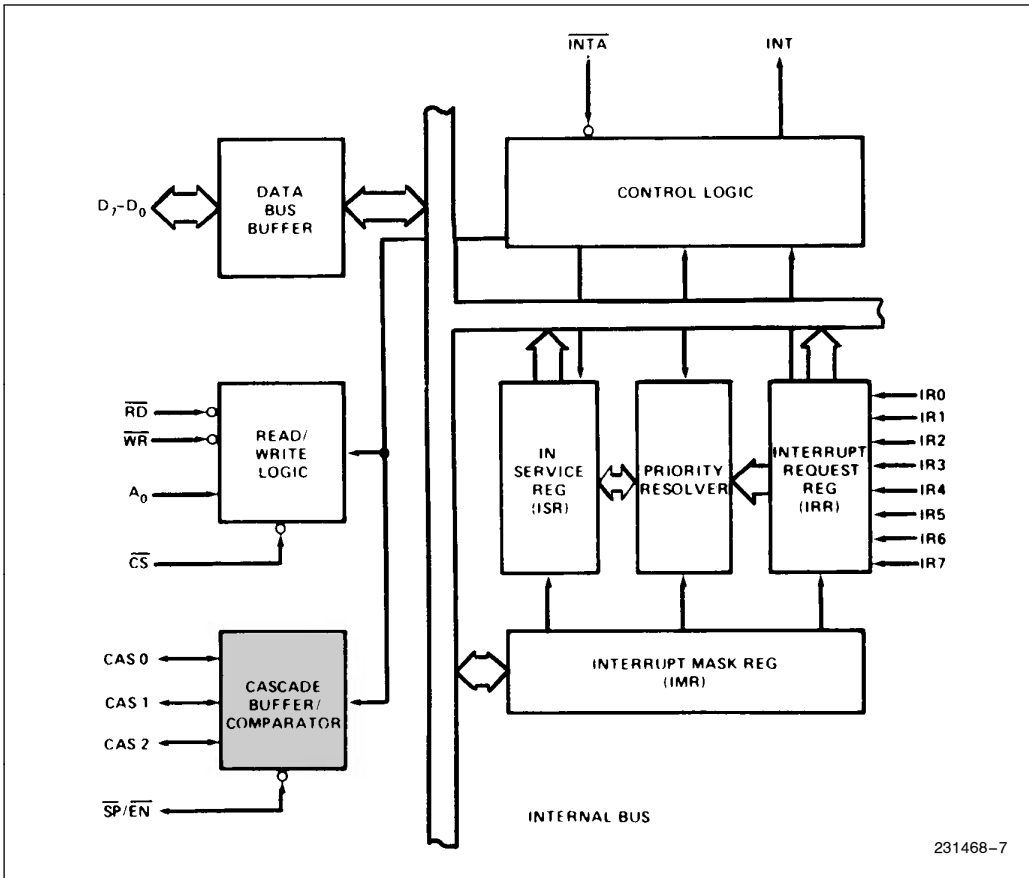 INTA
INT
DATA
BUS
BUFFER
D7-D0
CONTROL LOGIC
RD
WR
A0
CS
READ/
WRITE
LOGIC
IN
SERVICE
REG
(ISR)
PRIORITY
RESOLVER
INTERRUPT
REQUEST
REG
(IRR)
IR0
IR1
IR2
IR3
IR4
IR5
IR6
IR7
CAS 0
CAS 1
CAS 2
SP/EN
CASCADE
BUFFER/
COMPARATOR
INTERRUPT MASK REG
(IMR)
INTERNAL BUS
231468-7